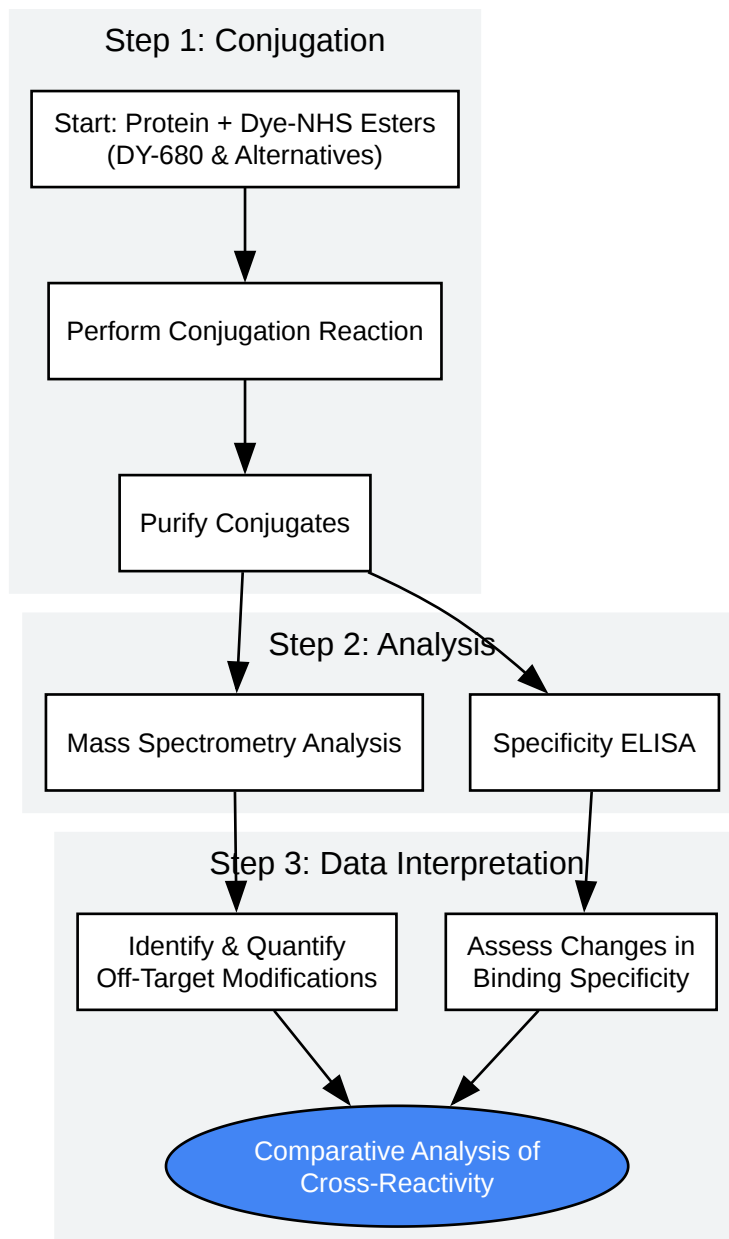 Step 1: Conjugation
Start: Protein + Dye-NHS Esters
(DY-680 & Alternatives)
Perform Conjugation Reaction
Purify Conjugates
Step 2: Analysis
Mass Spectrometry Analysis
Specificity ELISA
Step 3: Data Interpretation
Identify & Quantify
Off-Target Modifications
Assess Changes in
Binding Specificity
Comparative Analysis of
Cross-Reactivity